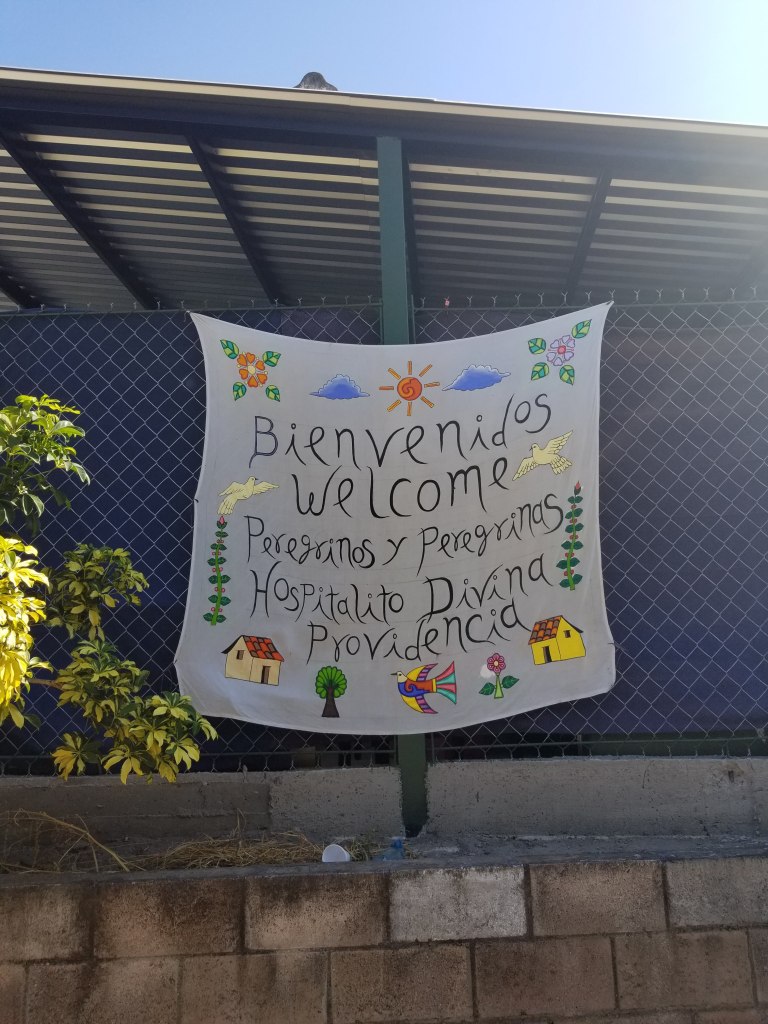 Bienvenidos
Welcome
Peregrinos y Peregrinas
Hospitalito Divina
Providencia